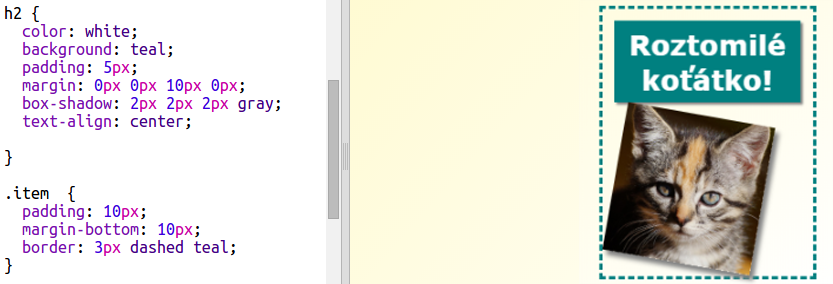 h2 {
color: white;
background: teal;
padding: 5px;
margin: 0px 0px 10px 0px;
box-shadow: 2px 2px 2px gray;
text-align: center;
}
.item  {
padding: 10px;
margin-bottom: 10px;
border: 3px dashed teal;
}
Roztomilé
koťátko!